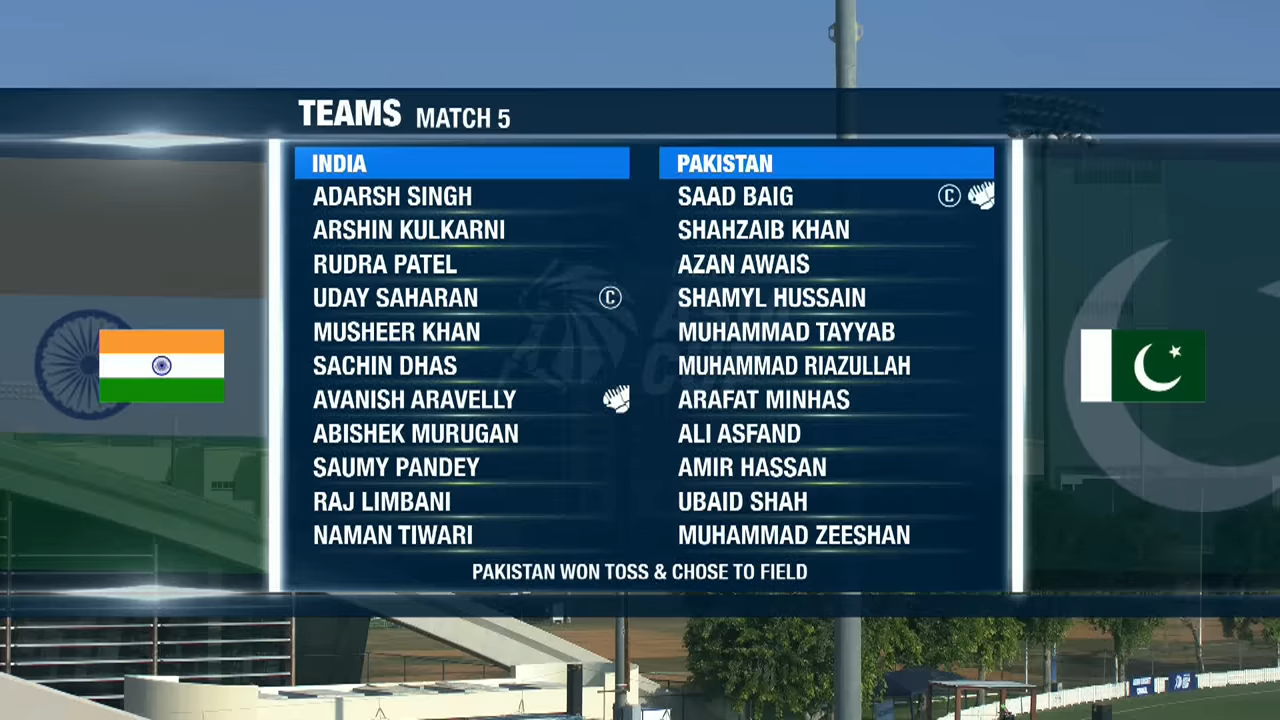 TEAMS MATCH 5
INDIA
ADARSH SINGH
ARSHIN KULKARNI
RUDRA PATEL
UDAY SAHARAN C
MUSHEER KHAN
SACHIN DHAS
AVANISH ARAVELLY
ABISHEK MURUGAN
SAUMY PANDEY
RAJ LIMBANI
NAMAN TIWARI
PAKISTAN
SAAD BAIG C
SHAHZAIB KHAN
AZAN AWAIS
SHAMYL HUSSAIN
MUHAMMAD TAYYAB
MUHAMMAD RIAZULLAH
ARAFAT MINHAS
ALI ASFAND
AMIR HASSAN
UBAID SHAH
MUHAMMAD ZEESHAN
PAKISTAN WON TOSS & CHOSE TO FIELD